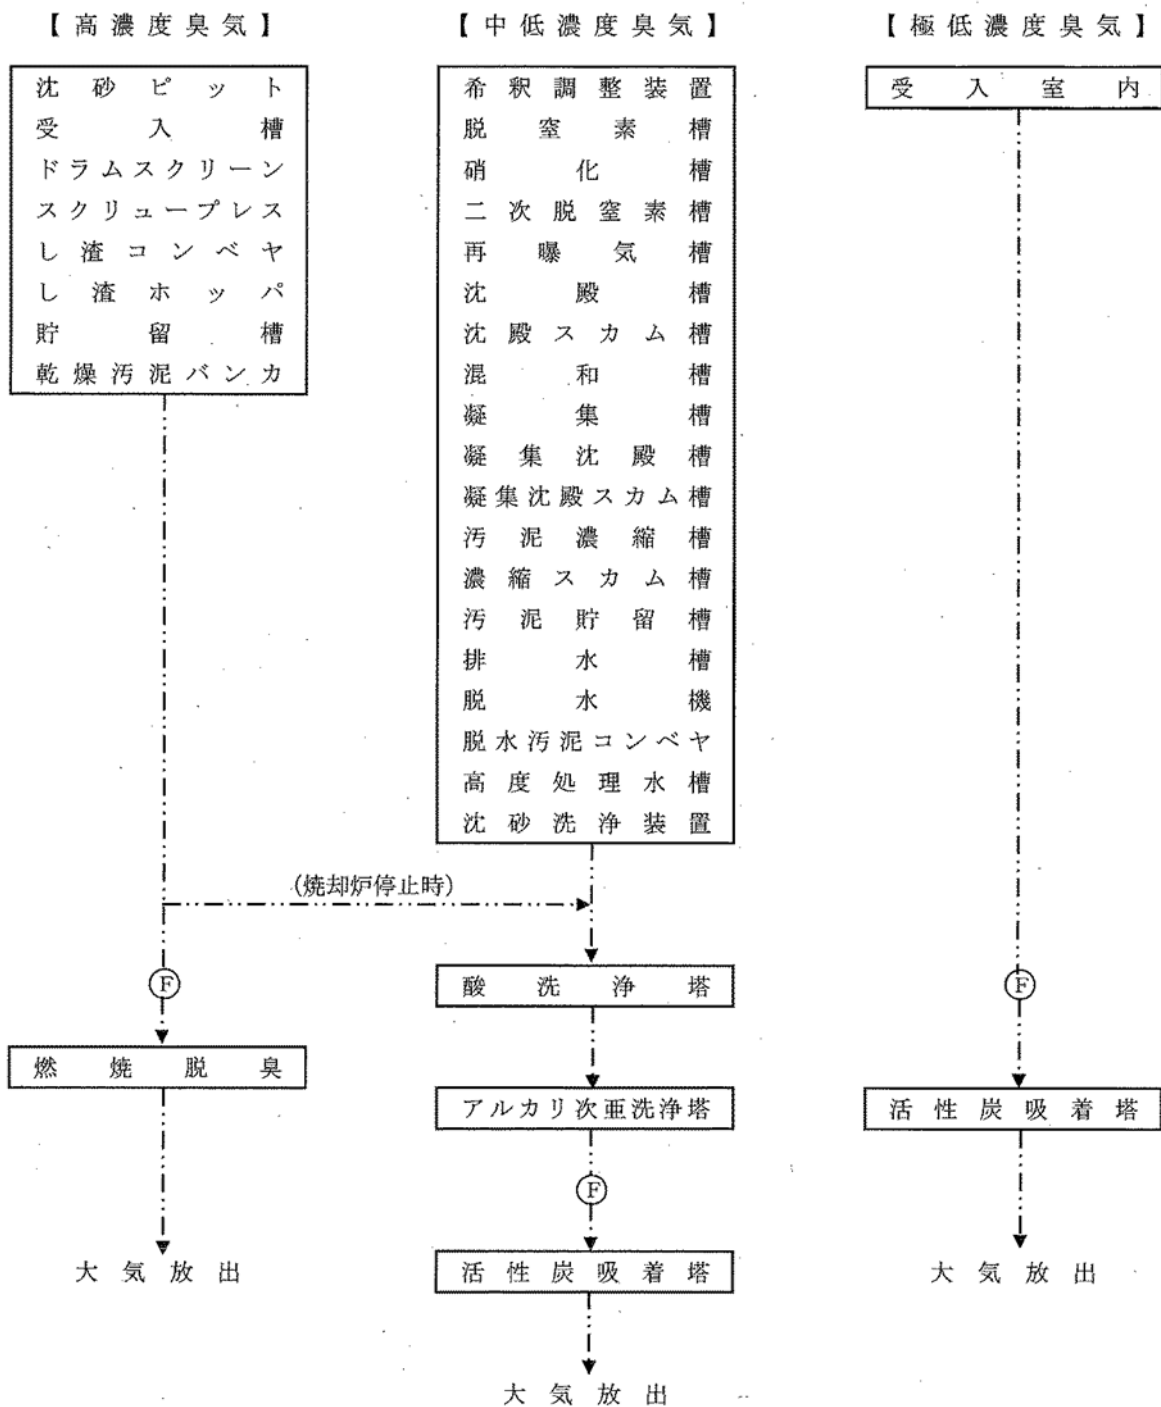 【高濃度臭気】
沈砂ピット
受入槽
ドラムスクリーン
スクリュープレス
し渣コンベヤ
し渣ホッパ
貯留槽
乾燥汚泥バンカ
F
燃焼脱臭
大気放出
【中低濃度臭気】
希釈調整装置
脱窒素槽
硝化槽
二次脱窒素槽
再曝気槽
沈殿槽
沈殿スカム槽
混和槽
凝集槽
凝集沈殿槽
凝集沈殿スカム槽
汚泥濃縮槽
濃縮スカム槽
汚泥貯留槽
排水槽
脱水機
脱水汚泥コンベヤ
高度処理水槽
沈砂洗浄装置
(焼却炉停止時)
酸洗浄塔
アルカリ次亜洗浄塔
F
活性炭吸着塔
大気放出
【極低濃度臭気】
受入室内
F
活性炭吸着塔
大気放出